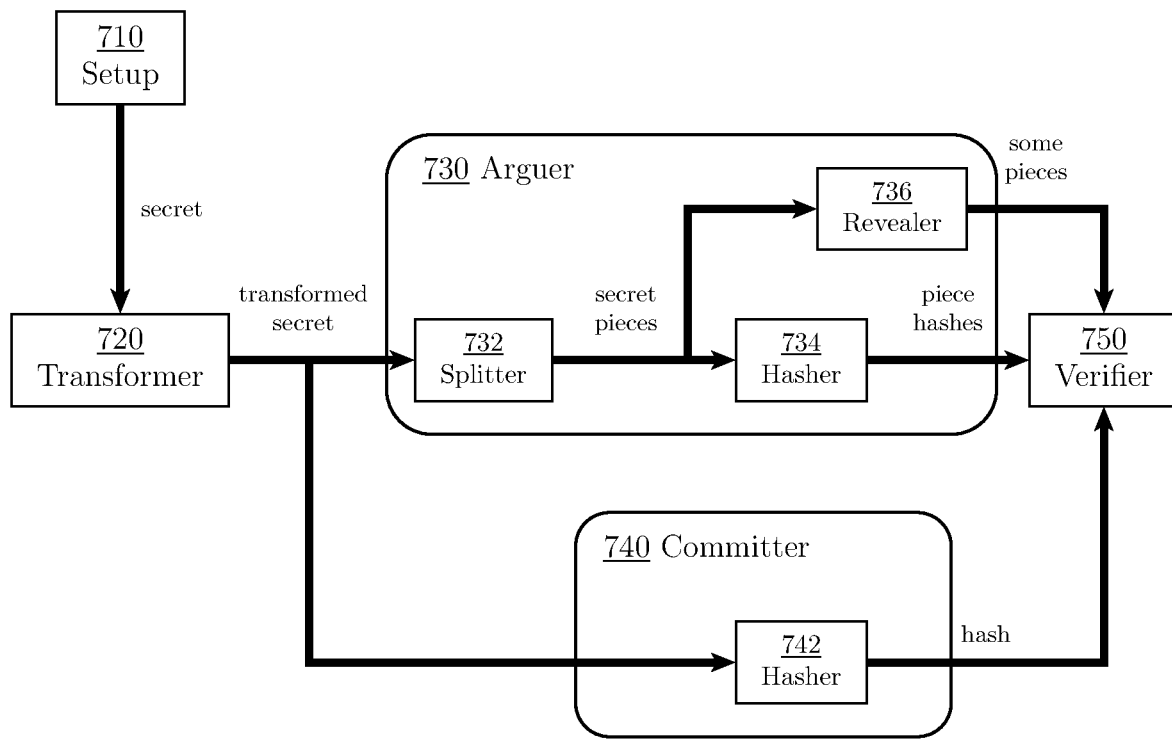 710
Setup
secret
720
Transformer
transformed
secret
730 Arguer
732
Splitter
secret
pieces
736
Revealer
734
Hasher
some
pieces
piece
hashes
750
Verifier
740 Committer
742
Hasher
hash